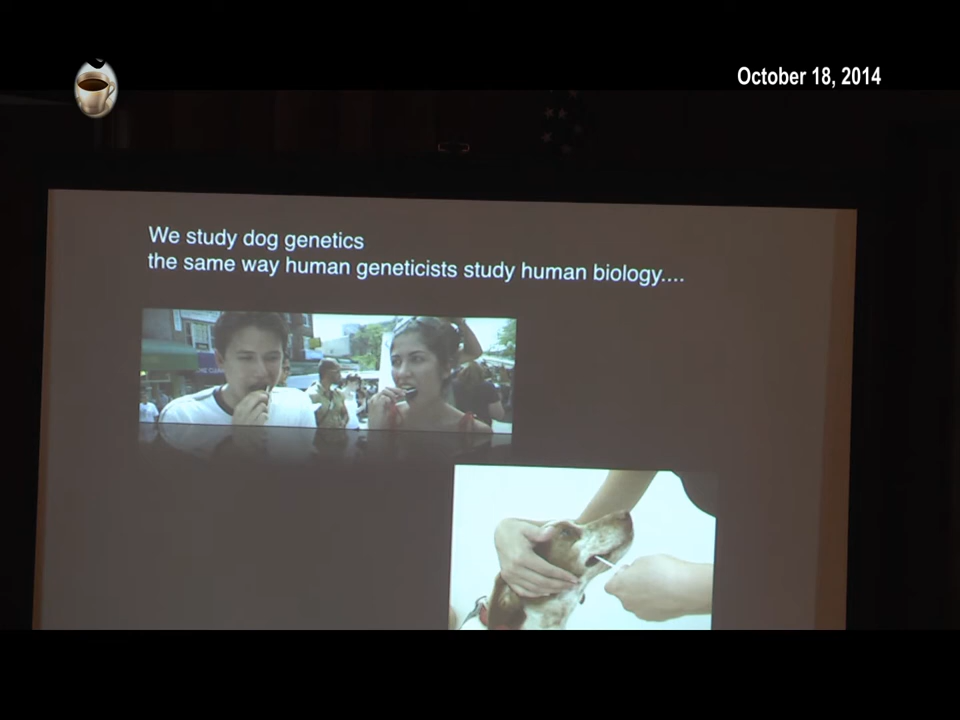 October 18, 2014
We study dog genetics
the same way human geneticists study human biology....